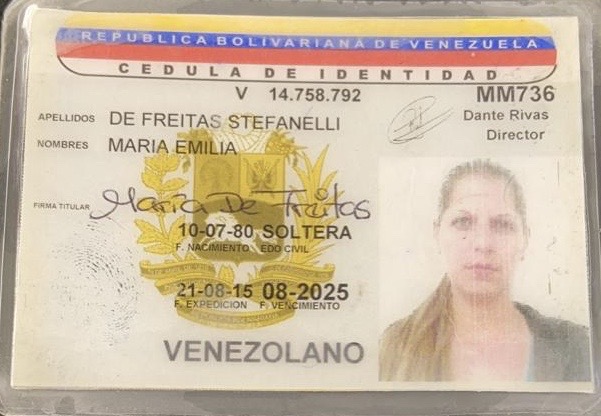 REPUBLICA BOLIVARIANA DE VENEZUELA
CEDULA DE IDENTIDAD
V 14.758.792 MM736
Dante Rivas
Director
APELLIDOS DE FREITAS STEFANELLI
NOMBRES MARIA EMILIA
FIRMA TITULAR Maria De Freitas
10-07-80 SOLTERA
F. NACIMIENTO EDO CIVIL
21-08-15 08-2025
F. EXPEDICION F. VENCIMIENTO
VENEZOLANO